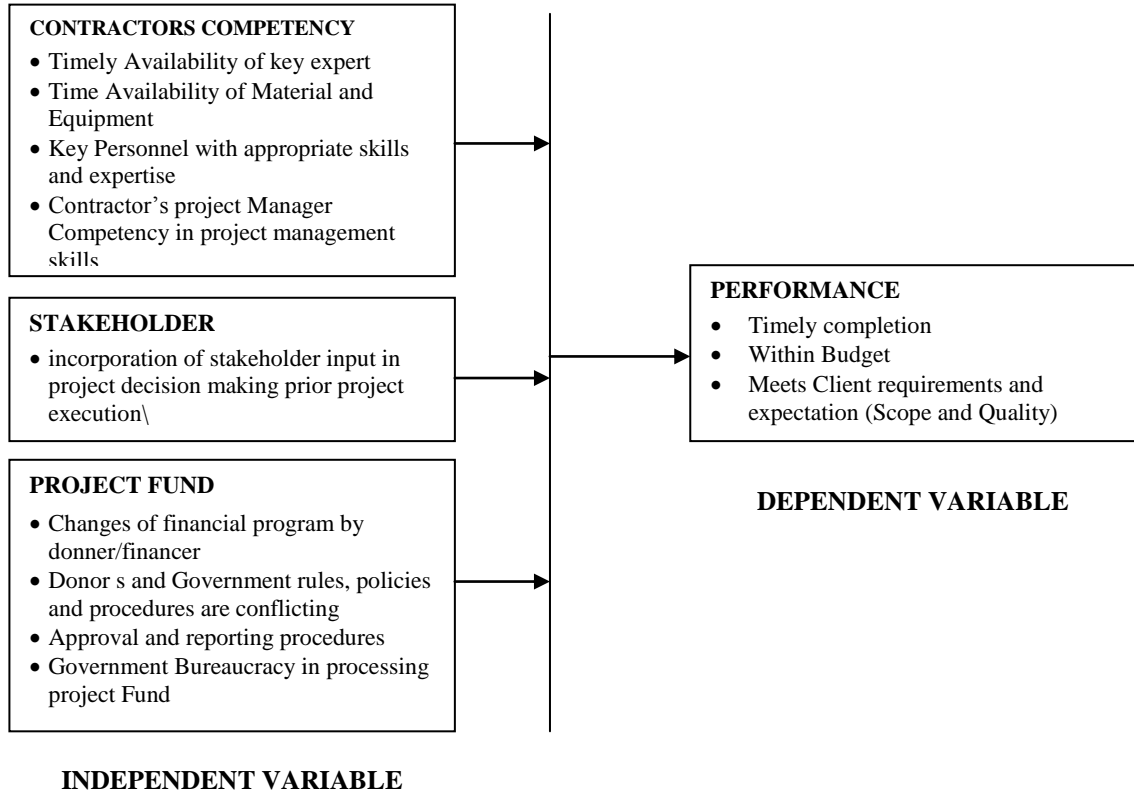 CONTRACTORS COMPETENCY
• Timely Availability of key expert
• Time Availability of Material and
Equipment
• Key Personnel with appropriate skills
and expertise
• Contractor's project Manager
Competency in project management
skills
STAKEHOLDER
• incorporation of stakeholder input in
project decision making prior project
execution\
PROJECT FUND
• Changes of financial program by
donner/financer
• Donor s and Government rules, policies
and procedures are conflicting
• Approval and reporting procedures
• Government Bureaucracy in processing
project Fund
INDEPENDENT VARIABLE
PERFORMANCE
• Timely completion
• Within Budget
• Meets Client requirements and
expectation (Scope and Quality)
DEPENDENT VARIABLE